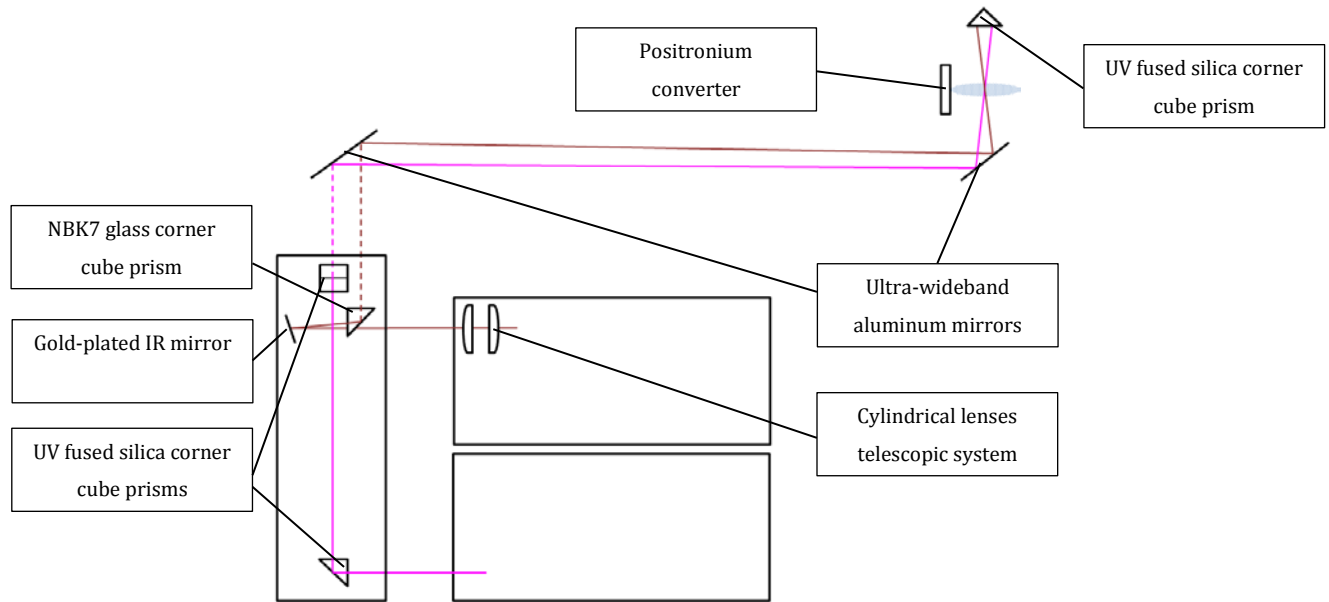 Positronium
converter
UV fused silica corner
cube prism
NBK7 glass corner
cube prism
Gold-plated IR mirror
Ultra-wideband
aluminum mirrors
UV fused silica corner
cube prisms
Cylindrical lenses
telescopic system